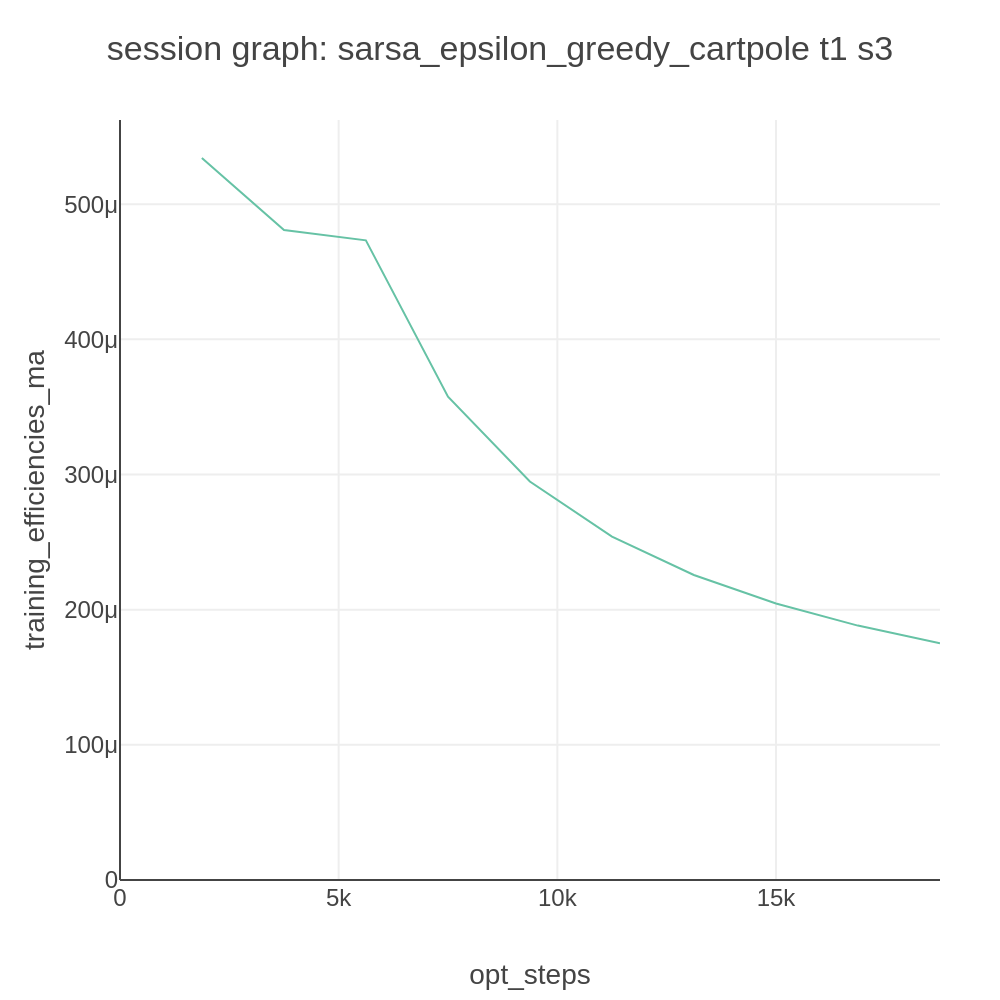 session graph: sarsa_epsilon_greedy_cartpole t1 s3
training_efficiencies_ma
500μ
400μ
300μ
200μ
100μ
0
0 5k 10k 15k
opt_steps